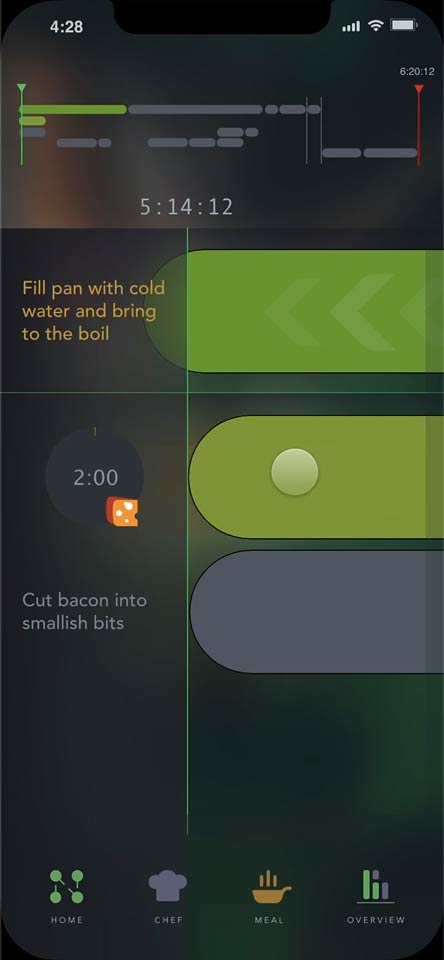 4:28
6:20:12
5:14:12
Fill pan with cold
water and bring
to the boil
2:00
Cut bacon into
smallish bits
HOME CHEF MEAL OVERVIEW